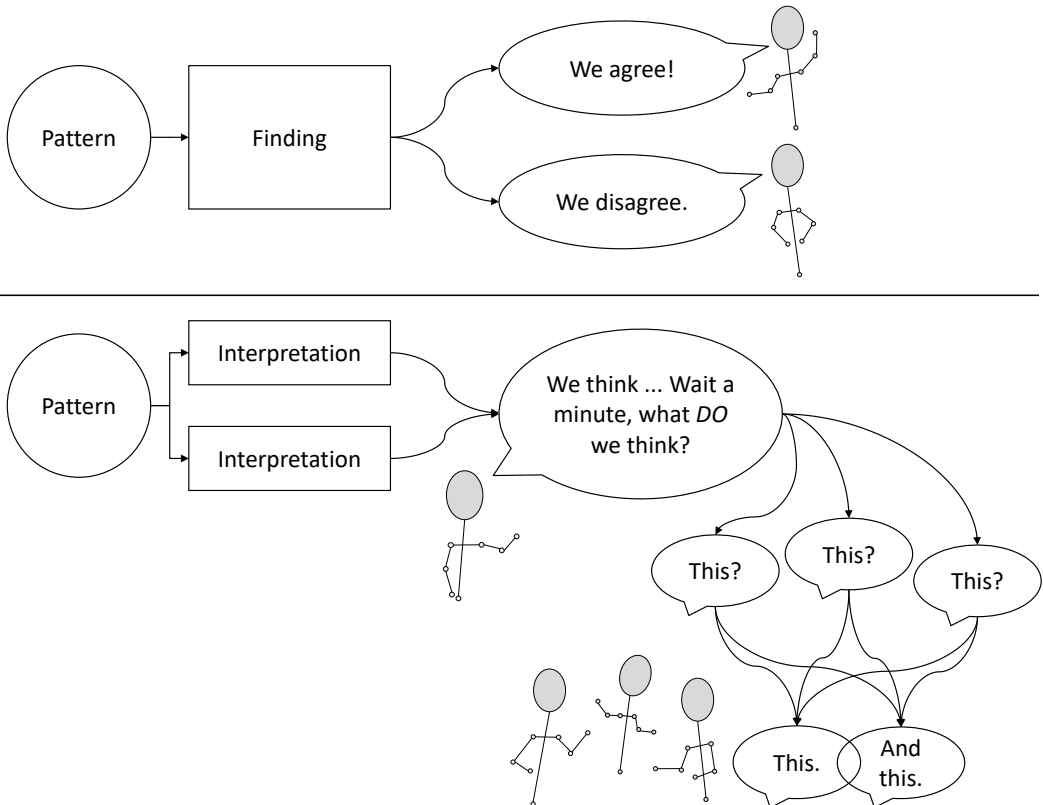 We agree!
Pattern
Finding
We disagree.
Pattern
Interpretation
Interpretation
We think ... Wait a
minute, what DO
we think?
This?
This?
This?
This.
And
this.